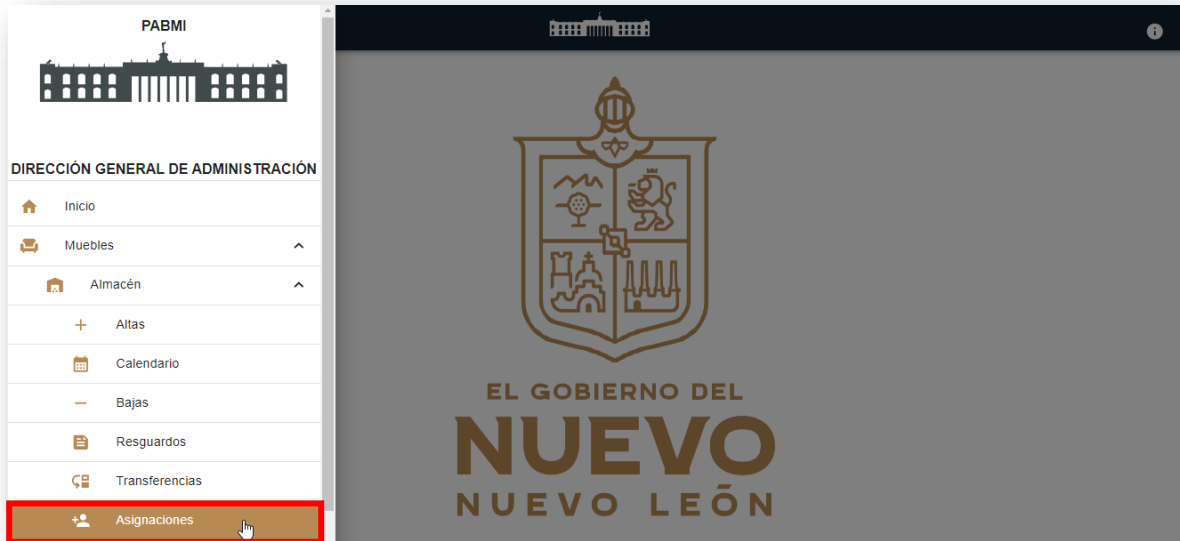 PABMI
DIRECCIÓN GENERAL DE ADMINISTRACIÓN
Inicio
Muebles
Almacén
Altas
Calendario
Bajas
Resguardos
Transferencias
Asignaciones
EL GOBIERNO DEL
NUEVO
NUEVO LEÓN